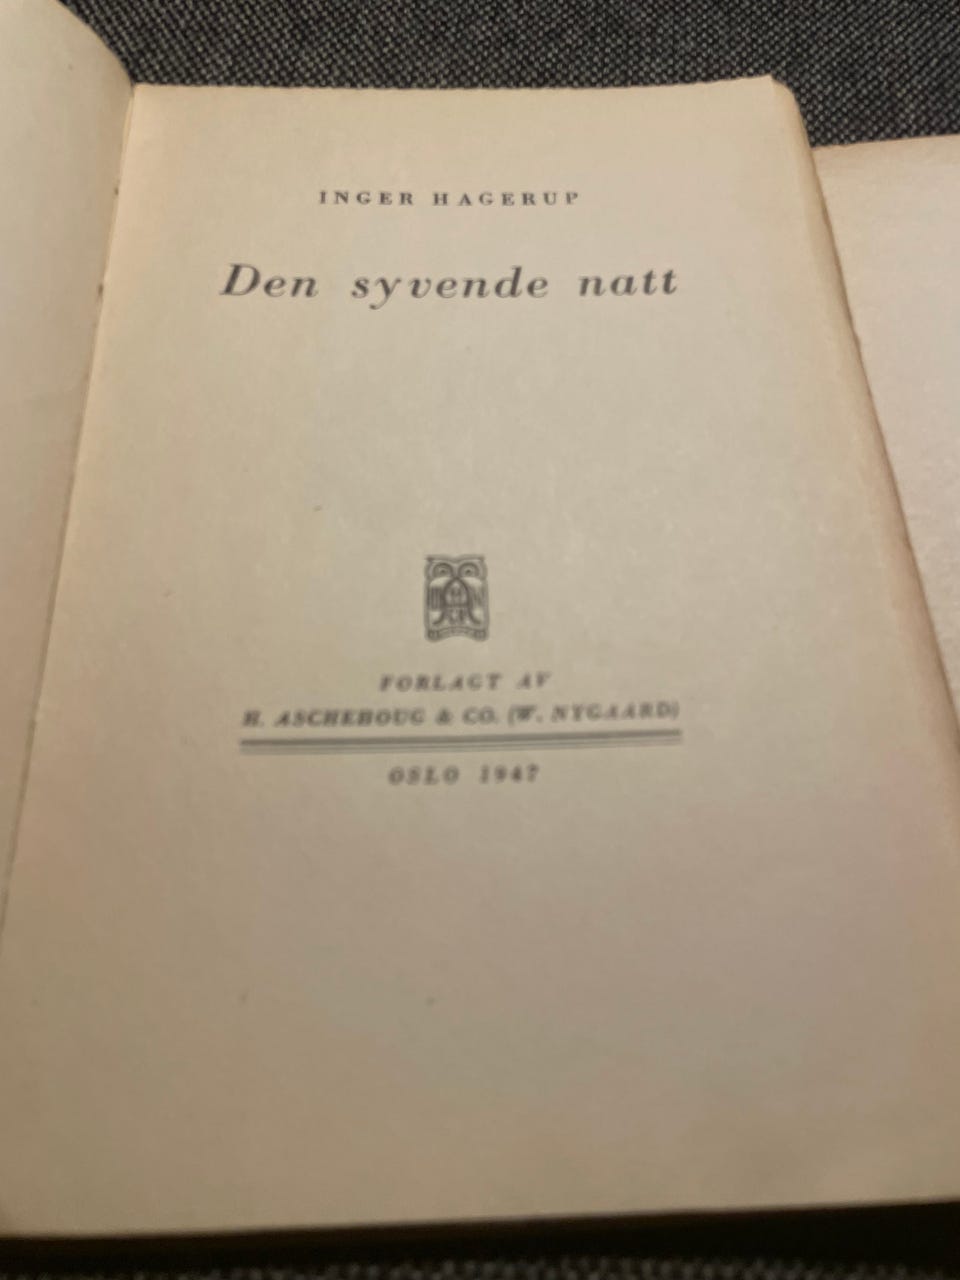 INGER HAGERUP
Den syvende natt
FORLAGT AV
H. ASCHEHOUG & CO. (W. NYGAARD)
OSLO 1947